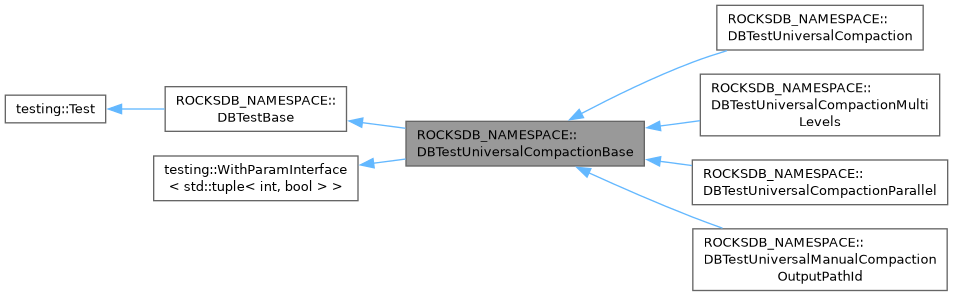 testing::Test
ROCKSDB_NAMESPACE::
DBTestBase
testing::WithParamInterface
< std::tuple< int, bool > >
ROCKSDB_NAMESPACE::
DBTestUniversalCompactionBase
ROCKSDB_NAMESPACE::
DBTestUniversalCompaction
ROCKSDB_NAMESPACE::
DBTestUniversalCompactionMulti
Levels
ROCKSDB_NAMESPACE::
DBTestUniversalCompactionParallel
ROCKSDB_NAMESPACE::
DBTestUniversalManualCompaction
OutputPathId